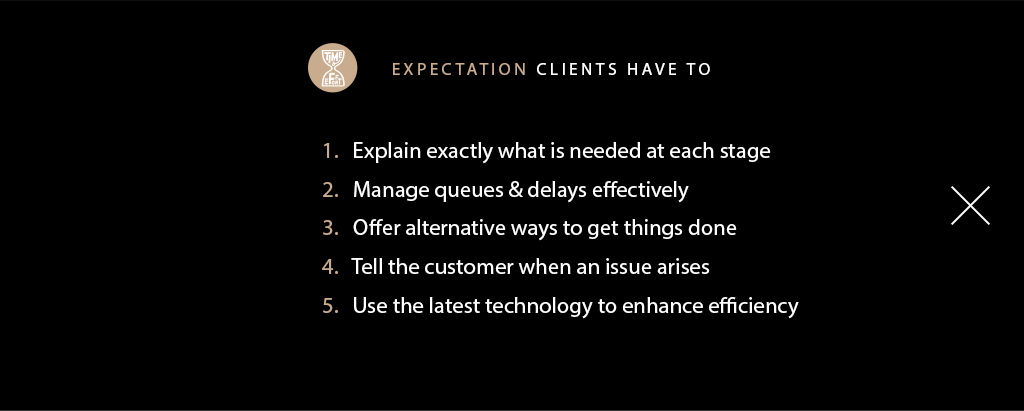 TIME
EFFORT
EXPECTATION CLIENTS HAVE TO
1. Explain exactly what is needed at each stage
2. Manage queues & delays effectively
3. Offer alternative ways to get things done
4. Tell the customer when an issue arises
5. Use the latest technology to enhance efficiency